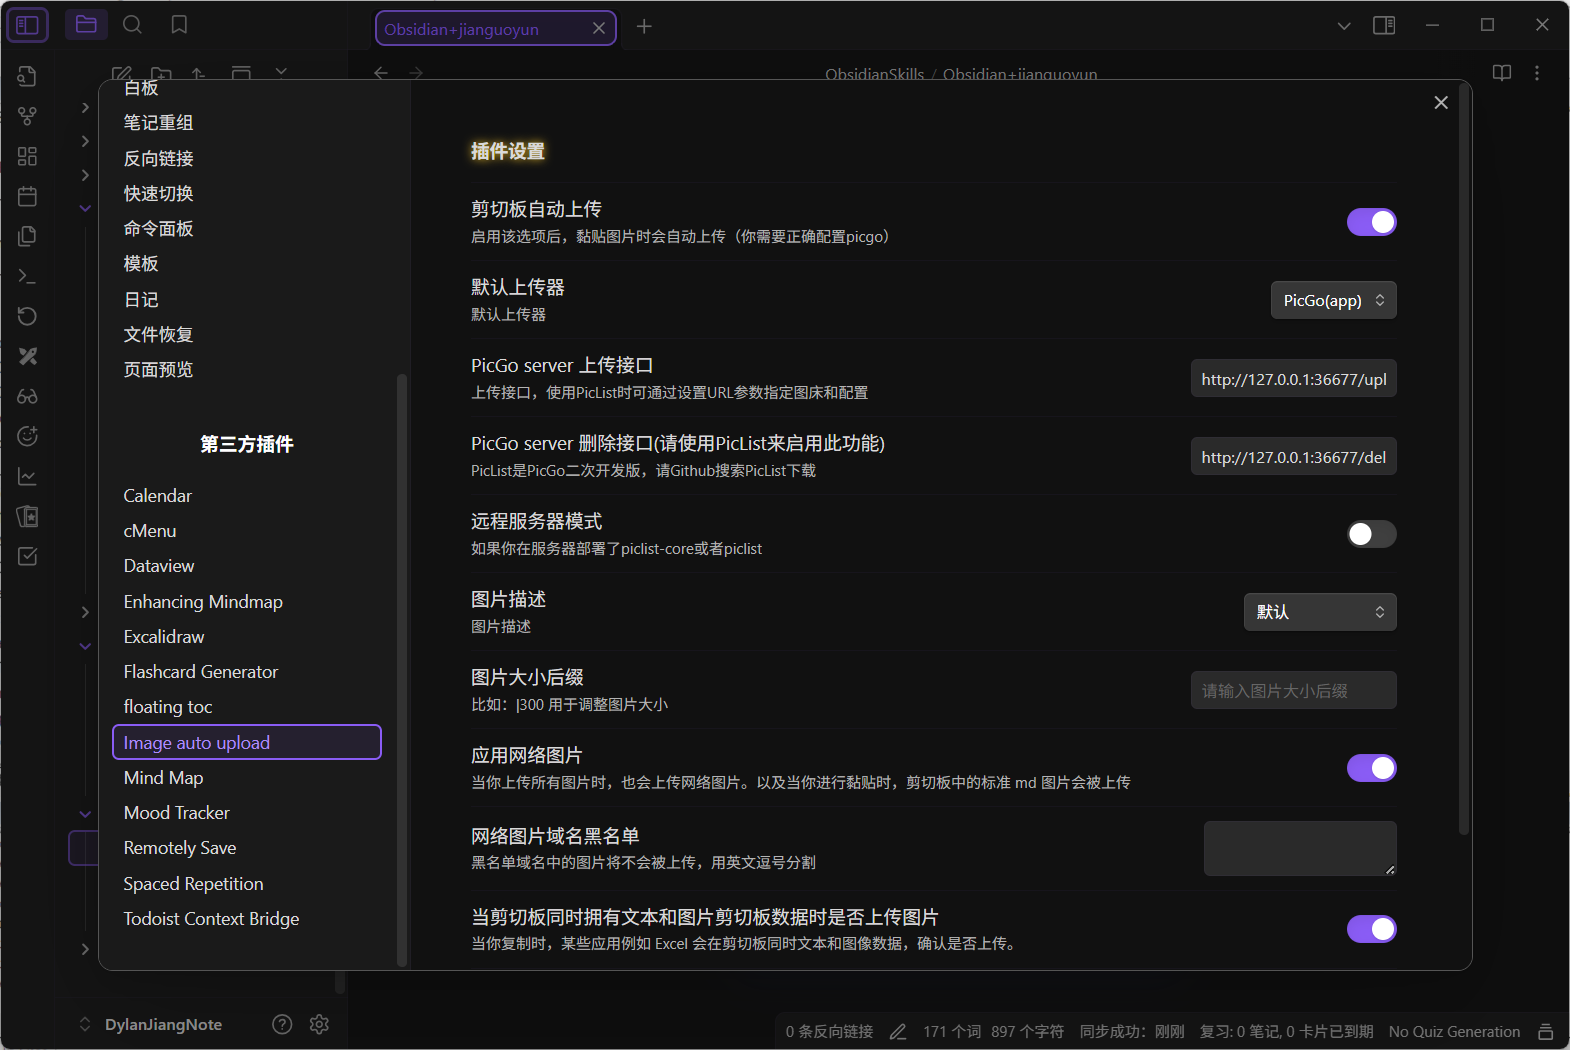 Obsidian+jianguoyun
ObsidianSkills / Obsidian+jianguoyun
白板
笔记重组
反向链接
快速切换
命令面板
模板
日记
文件恢复
页面预览
第三方插件
Calendar
cMenu
Dataview
Enhancing Mindmap
Excalidraw
Flashcard Generator
floating toc
Image auto upload
Mind Map
Mood Tracker
Remotely Save
Spaced Repetition
Todoist Context Bridge
插件设置
剪切板自动上传
启用该选项后，黏贴图片时会自动上传（你需要正确配置picgo）
默认上传器
默认上传器
PicGo(app)
PicGo server 上传接口
上传接口，使用PicList时可通过设置URL参数指定图床和配置
http://127.0.0.1:36677/upl
PicGo server 删除接口(请使用PicList来启用此功能)
PicList是PicGo二次开发版，请Github搜索PicList下载
http://127.0.0.1:36677/del
远程服务器模式
如果你在服务器部署了piclist-core或者piclist
图片描述
图片描述
默认
图片大小后缀
比如：|300 用于调整图片大小
请输入图片大小后缀
应用网络图片
当你上传所有图片时，也会上传网络图片。以及当你进行黏贴时，剪切板中的标准 md 图片会被上传
网络图片域名黑名单
黑名单域名中的图片将不会被上传，用英文逗号分割
当剪切板同时拥有文本和图片剪切板数据时是否上传图片
当你复制时，某些应用例如 Excel 会在剪切板同时文本和图像数据，确认是否上传。
DylanJiangNote
0 条反向链接 171 个词 897 个字符 同步成功：刚刚 复习: 0 笔记, 0 卡片已到期 No Quiz Generation